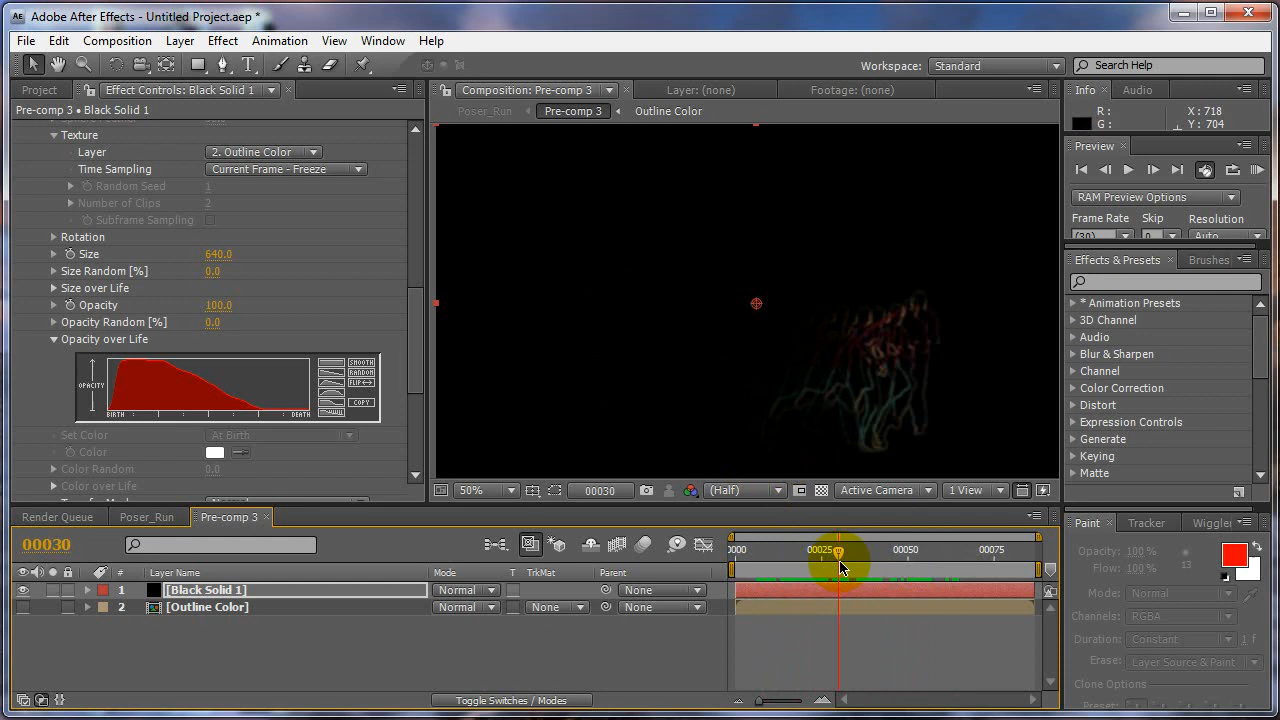 Adobe After Effects - Untitled Project.aep *
File Edit Composition Layer Effect Animation View Window Help
Workspace: Standard Search Help
Project Effect Controls: Black Solid 1
Pre-comp 3 • Black Solid 1
Texture
Layer 2. Outline Color
Time Sampling Current Frame - Freeze
Random Seed 1
Number of Clips 2
Subframe Sampling
Rotation
Size 640.0
Size Random [%] 0.0
Size over Life
Opacity 100.0
Opacity Random [%] 0.0
Opacity over Life
OPACITY
BIRTH DEATH
SMOOTH
RANDOM
FLIP
COPY
Set Color At Birth
Color
Color Random 0.0
Color over Life
Composition: Pre-comp 3 Layer: (none) Footage: (none)
Poser_Run Pre-comp 3 Outline Color
50% 00030 (Half) Active Camera 1 View
Info Audio
R: X: 718
G: Y: 704
Preview
RAM Preview Options
Frame Rate Skip Resolution
(30) 0 Auto
Effects & Presets Brushes
* Animation Presets
3D Channel
Audio
Blur & Sharpen
Channel
Color Correction
Distort
Expression Controls
Generate
Keying
Matte
Render Queue Poser_Run Pre-comp 3
00030
0000 00025 00050 00075
# Layer Name Mode T TrkMat Parent
1 [Black Solid 1] Normal None
2 [Outline Color] Normal None None
Toggle Switches / Modes
Paint Tracker Wiggler
Opacity: 100 %
Flow: 100 % 13
Mode: Normal
Channels: RGBA
Duration: Constant 1 f
Erase: Layer Source & Paint
Clone Options